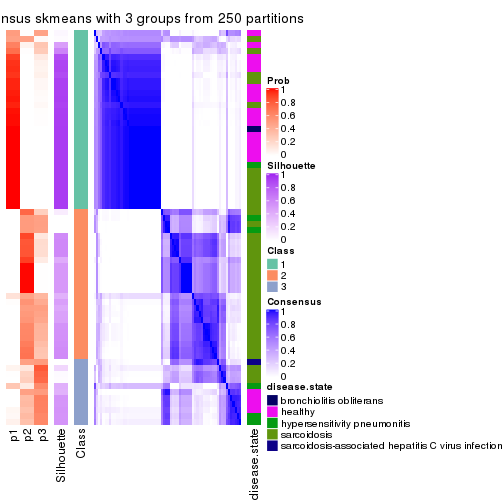 nsus skmeans with 3 groups from 250 partitions
Prob
1
0.8
0.6
0.4
0.2
0
Silhouette
1
0.8
0.6
0.4
0.2
0
Class
1
2
3
Consensus
1
0.8
0.6
0.4
0.2
0
disease.state
bronchiolitis obliterans
healthy
hypersensitivity pneumonitis
sarcoidosis
sarcoidosis-associated hepatitis C virus infection
p1
p2
p3
Silhouette
Class
disease.state